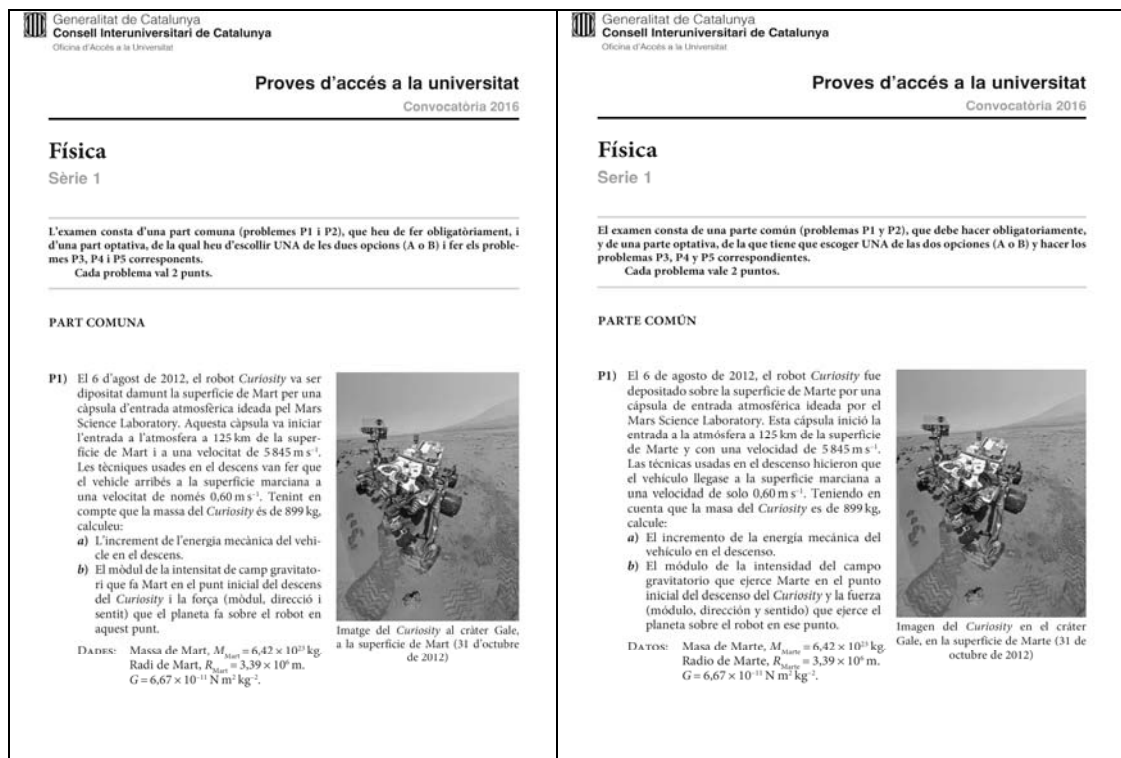 Generalitat de Catalunya
Consell Interuniversitari de Catalunya
Oficina d'Accés a la Universitat
Proves d'accés a la universitat
Convocatòria 2016
Física
Sèrie 1
L'examen consta d'una part comuna (problemes P1 i P2), que heu de fer obligatòriament, i
d'una part optativa, de la qual heu d'escollir UNA de les dues opcions (A o B) i fer els proble-
mes P3, P4 i P5 corresponents.
Cada problema val 2 punts.
PART COMUNA
P1) El 6 d'agost de 2012, el robot Curiosity va ser
dipositat damunt la superfície de Mart per una
càpsula d'entrada atmosfèrica ideada pel Mars
Science Laboratory. Aquesta càpsula va iniciar
l'entrada a l'atmosfera a 125 km de la super-
fície de Mart i a una velocitat de 5 845 m s⁻¹.
Les tècniques usades en el descens van fer que
el vehicle arribés a la superfície marciana a
una velocitat de només 0,60 m s⁻¹. Tenint en
compte que la massa del Curiosity és de 899 kg,
calculeu:
a) L'increment de l'energia mecànica del vehi-
cle en el descens.
b) El mòdul de la intensitat de camp gravitato-
ri que fa Mart en el punt inicial del descens
del Curiosity i la força (mòdul, direcció i
sentit) que el planeta fa sobre el robot en
aquest punt.
Imatge del Curiosity al cràter Gale,
a la superfície de Mart (31 d'octubre
de 2012)
DADES: Massa de Mart, M_Mart = 6,42 × 10²³ kg.
Radi de Mart, R_Mart = 3,39 × 10⁶ m.
G = 6,67 × 10⁻¹¹ N m² kg⁻².
Generalitat de Catalunya
Consell Interuniversitari de Catalunya
Oficina d'Accés a la Universitat
Proves d'accés a la universitat
Convocatòria 2016
Física
Serie 1
El examen consta de una parte común (problemas P1 y P2), que debe hacer obligatoriamente,
y de una parte optativa, de la que tiene que escoger UNA de las dos opciones (A o B) y hacer los
problemas P3, P4 y P5 correspondientes.
Cada problema vale 2 puntos.
PARTE COMÚN
P1) El 6 de agosto de 2012, el robot Curiosity fue
depositado sobre la superficie de Marte por una
cápsula de entrada atmosférica ideada por el
Mars Science Laboratory. Esta cápsula inició la
entrada a la atmósfera a 125 km de la superficie
de Marte y con una velocidad de 5 845 m s⁻¹.
Las técnicas usadas en el descenso hicieron que
el vehículo llegase a la superficie marciana a
una velocidad de solo 0,60 m s⁻¹. Teniendo en
cuenta que la masa del Curiosity es de 899 kg,
calcule:
a) El incremento de la energía mecánica del
vehículo en el descenso.
b) El módulo de la intensidad del campo
gravitatorio que ejerce Marte en el punto
inicial del descenso del Curiosity y la fuerza
(módulo, dirección y sentido) que ejerce el
planeta sobre el robot en ese punto.
Imagen del Curiosity en el cráter
Gale, en la superficie de Marte (31 de
octubre de 2012)
DATOS: Masa de Marte, M_Marte = 6,42 × 10²³ kg.
Radio de Marte, R_Marte = 3,39 × 10⁶ m.
G = 6,67 × 10⁻¹¹ N m² kg⁻².